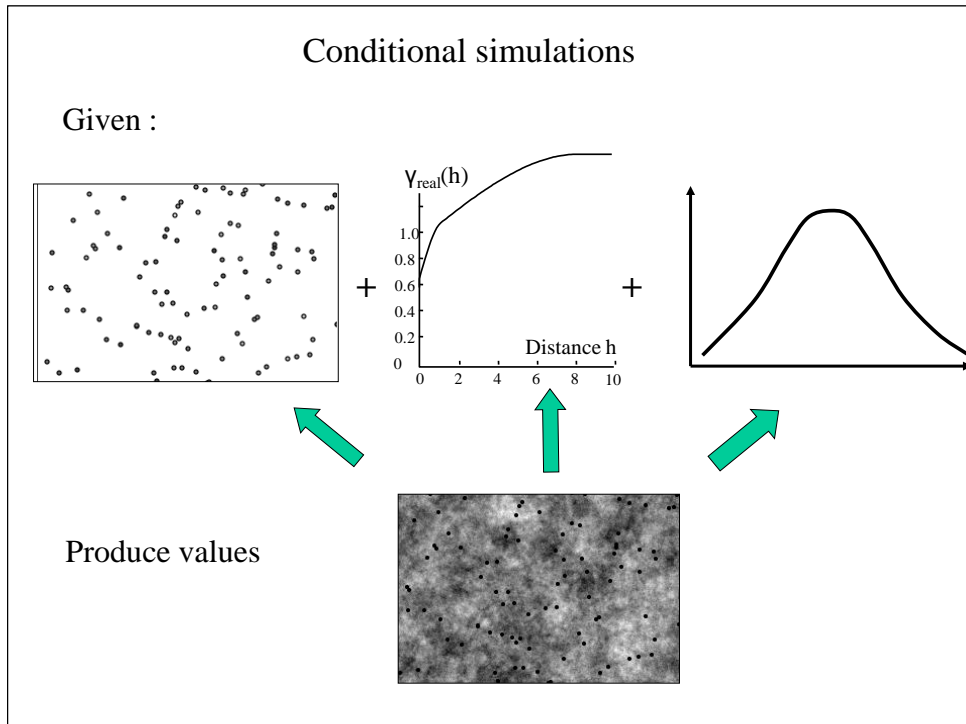 Conditional simulations
Given :
γreal(h)
+
+
1.0
0.8
0.6
0.4
0.2
0
Distance h
0 2 4 6 8 10
Produce values